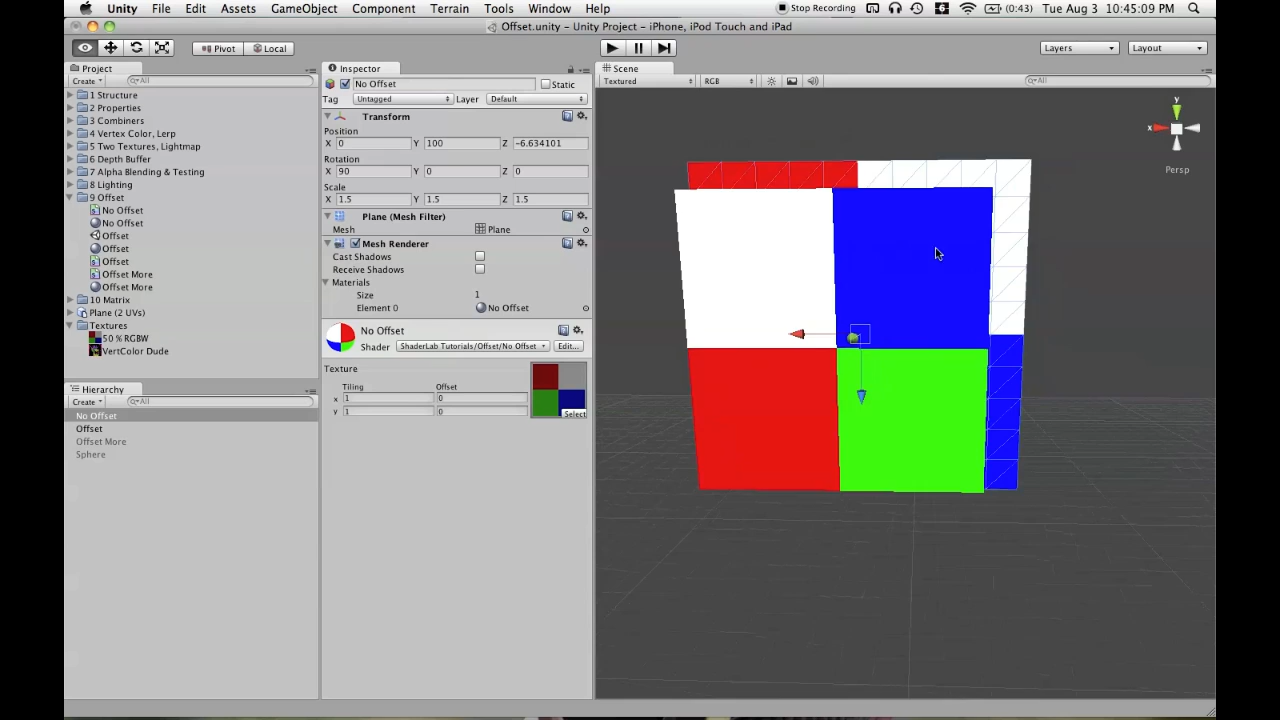 Unity File Edit Assets GameObject Component Terrain Tools Window Help Stop Recording 6 (0:43) Tue Aug 3 10:45:09 PM
Offset.unity - Unity Project - iPhone, iPod Touch and iPad
Pivot Local Layers Layout
Project
Create All
1 Structure
2 Properties
3 Combiners
4 Vertex Color, Lerp
5 Two Textures, Lightmap
6 Depth Buffer
7 Alpha Blending & Testing
8 Lighting
9 Offset
No Offset
No Offset
Offset
Offset
Offset
Offset More
Offset More
10 Matrix
Plane (2 UVs)
Textures
50 % RGBW
VertColor Dude
Hierarchy
Create All
No Offset
Offset
Offset More
Sphere
Inspector
No Offset Static
Tag Untagged Layer Default
Transform
Position
X 0 Y 100 Z -6.634101
Rotation
X 90 Y 0 Z 0
Scale
X 1.5 Y 1.5 Z 1.5
Plane (Mesh Filter)
Mesh Plane
Mesh Renderer
Cast Shadows
Receive Shadows
Materials
Size 1
Element 0 No Offset
No Offset
Shader ShaderLab Tutorials/Offset/No Offset Edit...
Texture
Tiling Offset
x 1 0
y 1 0
Select
Scene
Textured RGB All
y
x
Persp